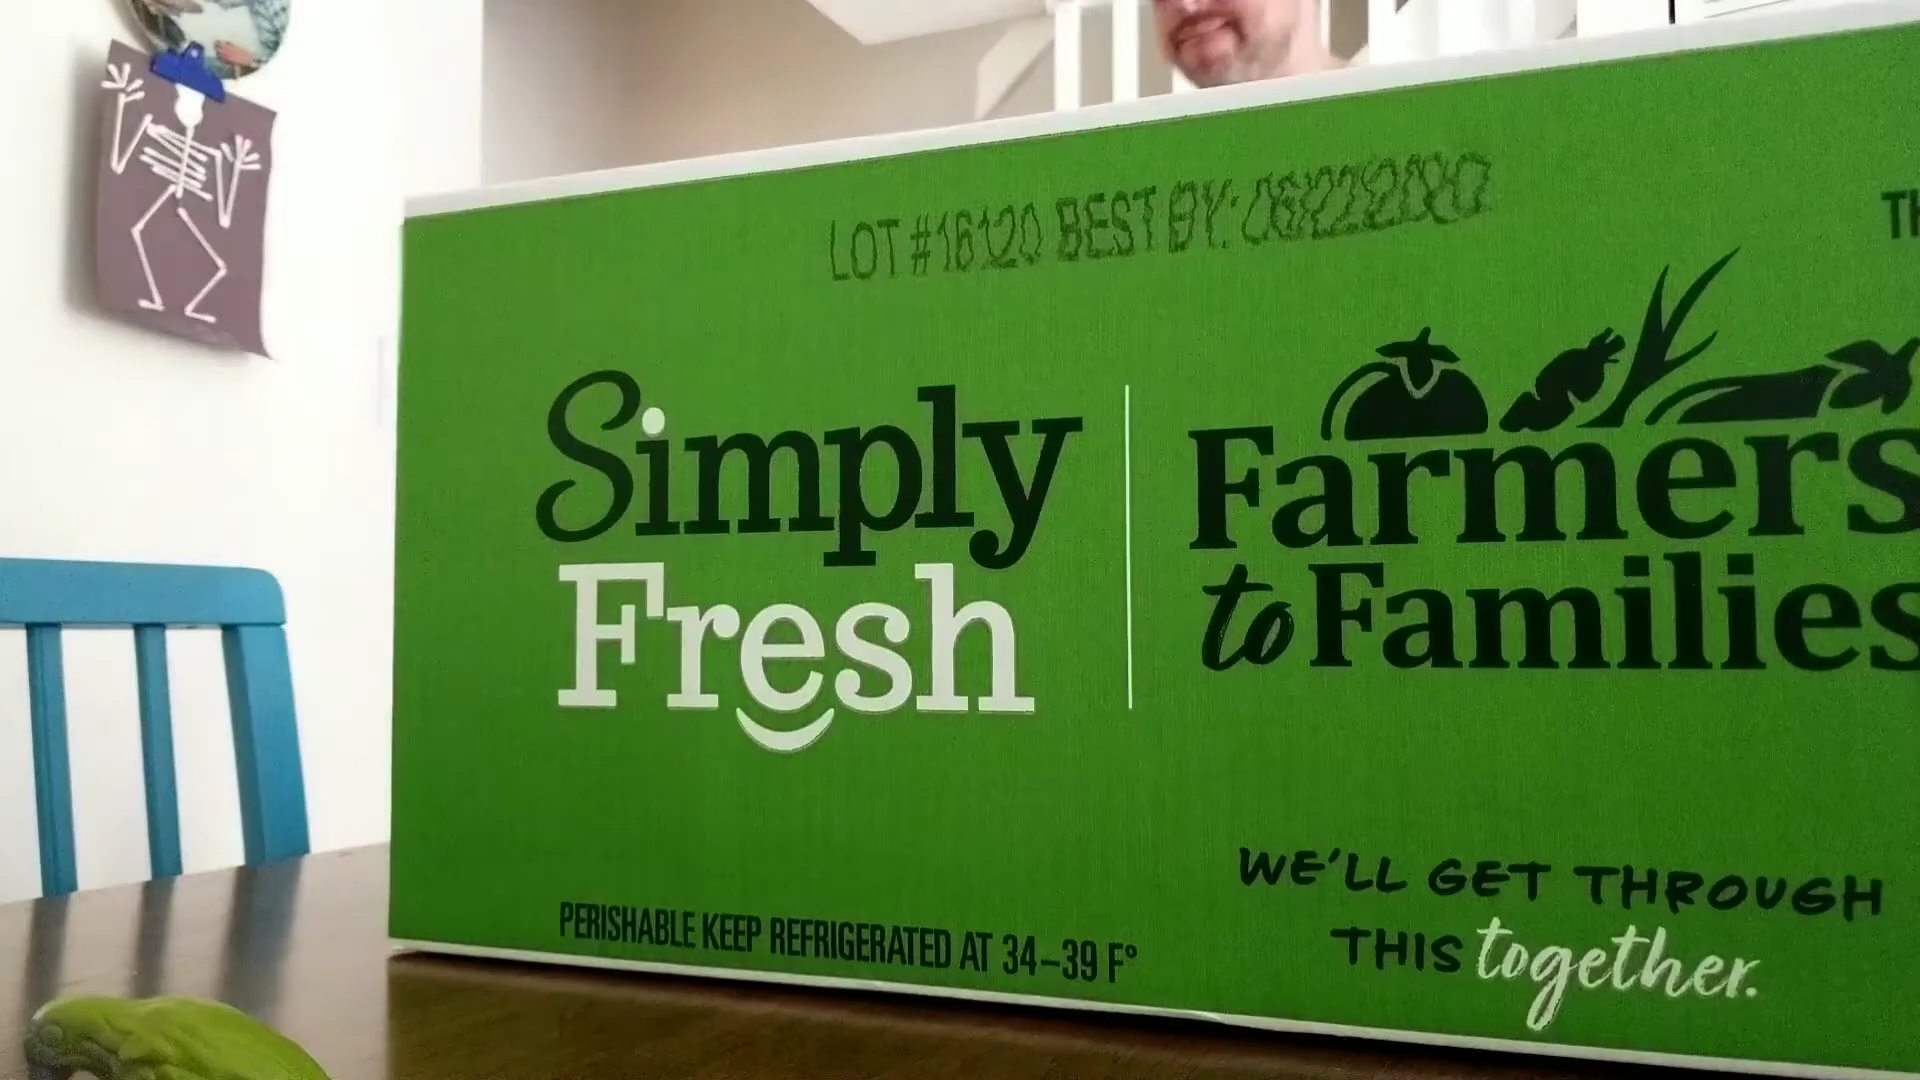 LOT #16120 BEST BY:
Simply
Fresh
Farmers
to Families
WE'LL GET THROUGH
THIS together.
PERISHABLE KEEP REFRIGERATED AT 34–39 F°